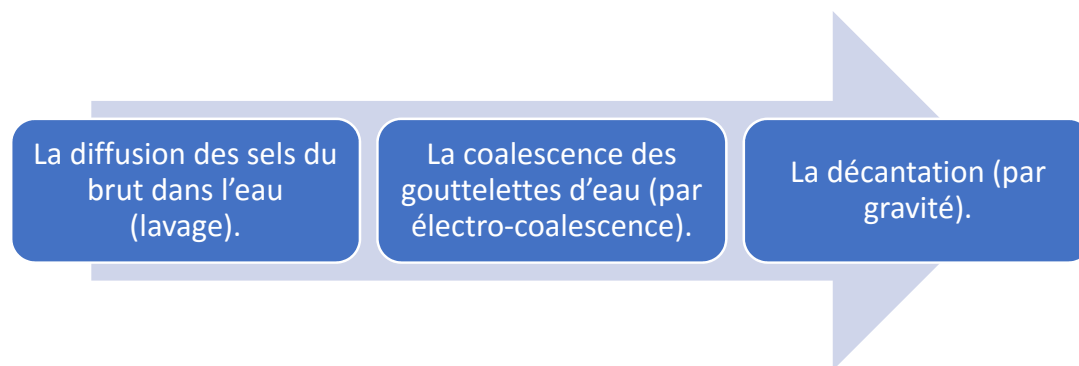 La diffusion des sels du
brut dans l’eau
(lavage).
La coalescence des
gouttelettes d’eau (par
électro-coalescence).
La décantation (par
gravité).